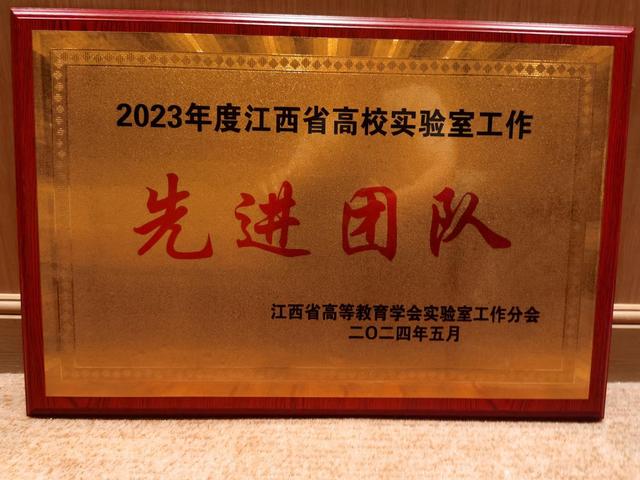 2023年度江西省高校实验室工作
先进团队
江西省高等教育学会实验室工作分会
二〇二四年五月